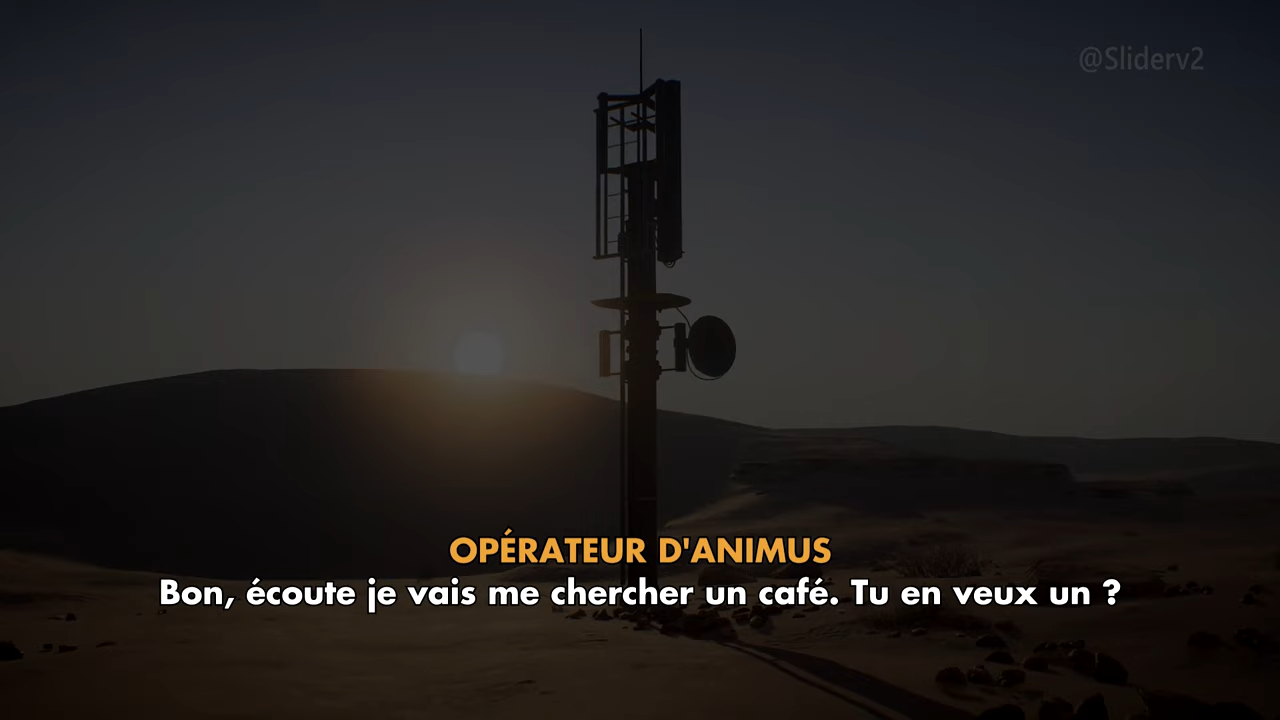 @Sliderv2
OPÉRATEUR D'ANIMUS
Bon, écoute je vais me chercher un café. Tu en veux un ?